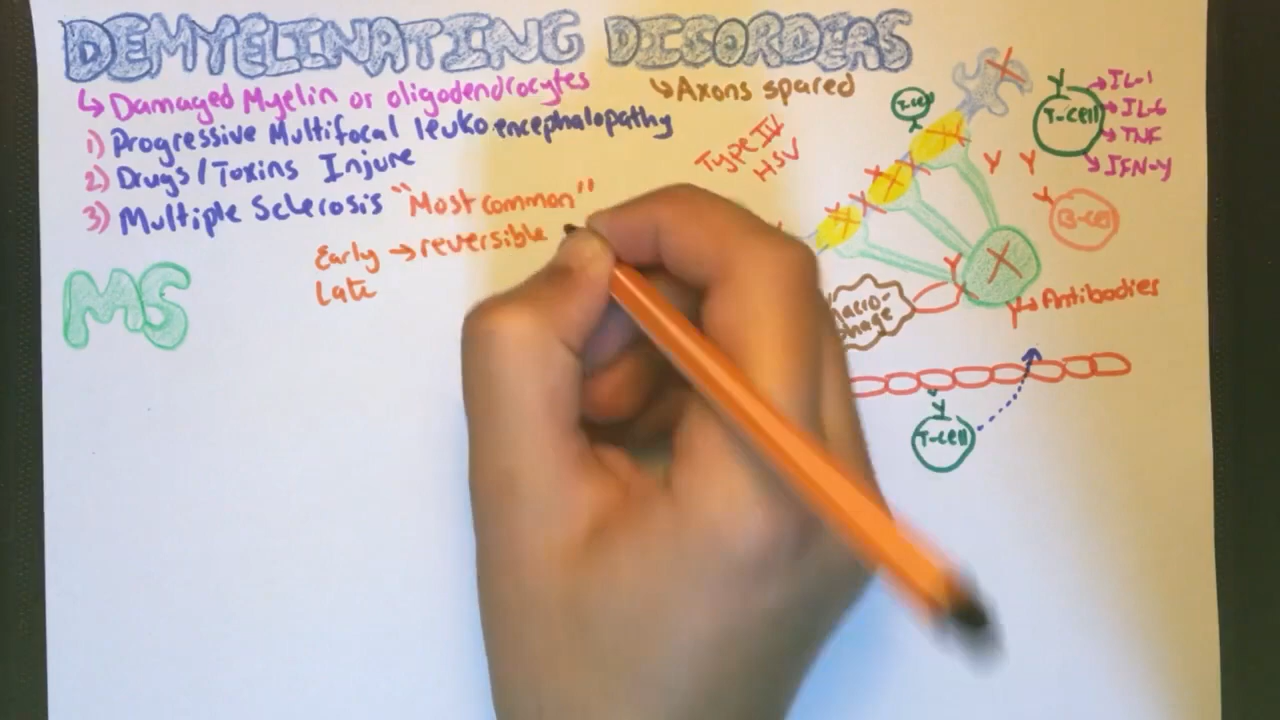 DEMYELINATING DISORDERS
↳ Damaged Myelin or oligodendrocytes
↳ Axons spared
1) Progressive Multifocal leukoencephalopathy
2) Drugs/Toxins Injure
3) Multiple Sclerosis "Most common"
Early → reversible
Late
MS
Type IV
HSV
T-cell
T-cell
IL-1
IL-6
TNF
IFN-γ
B-cell
Antibodies
T-cell